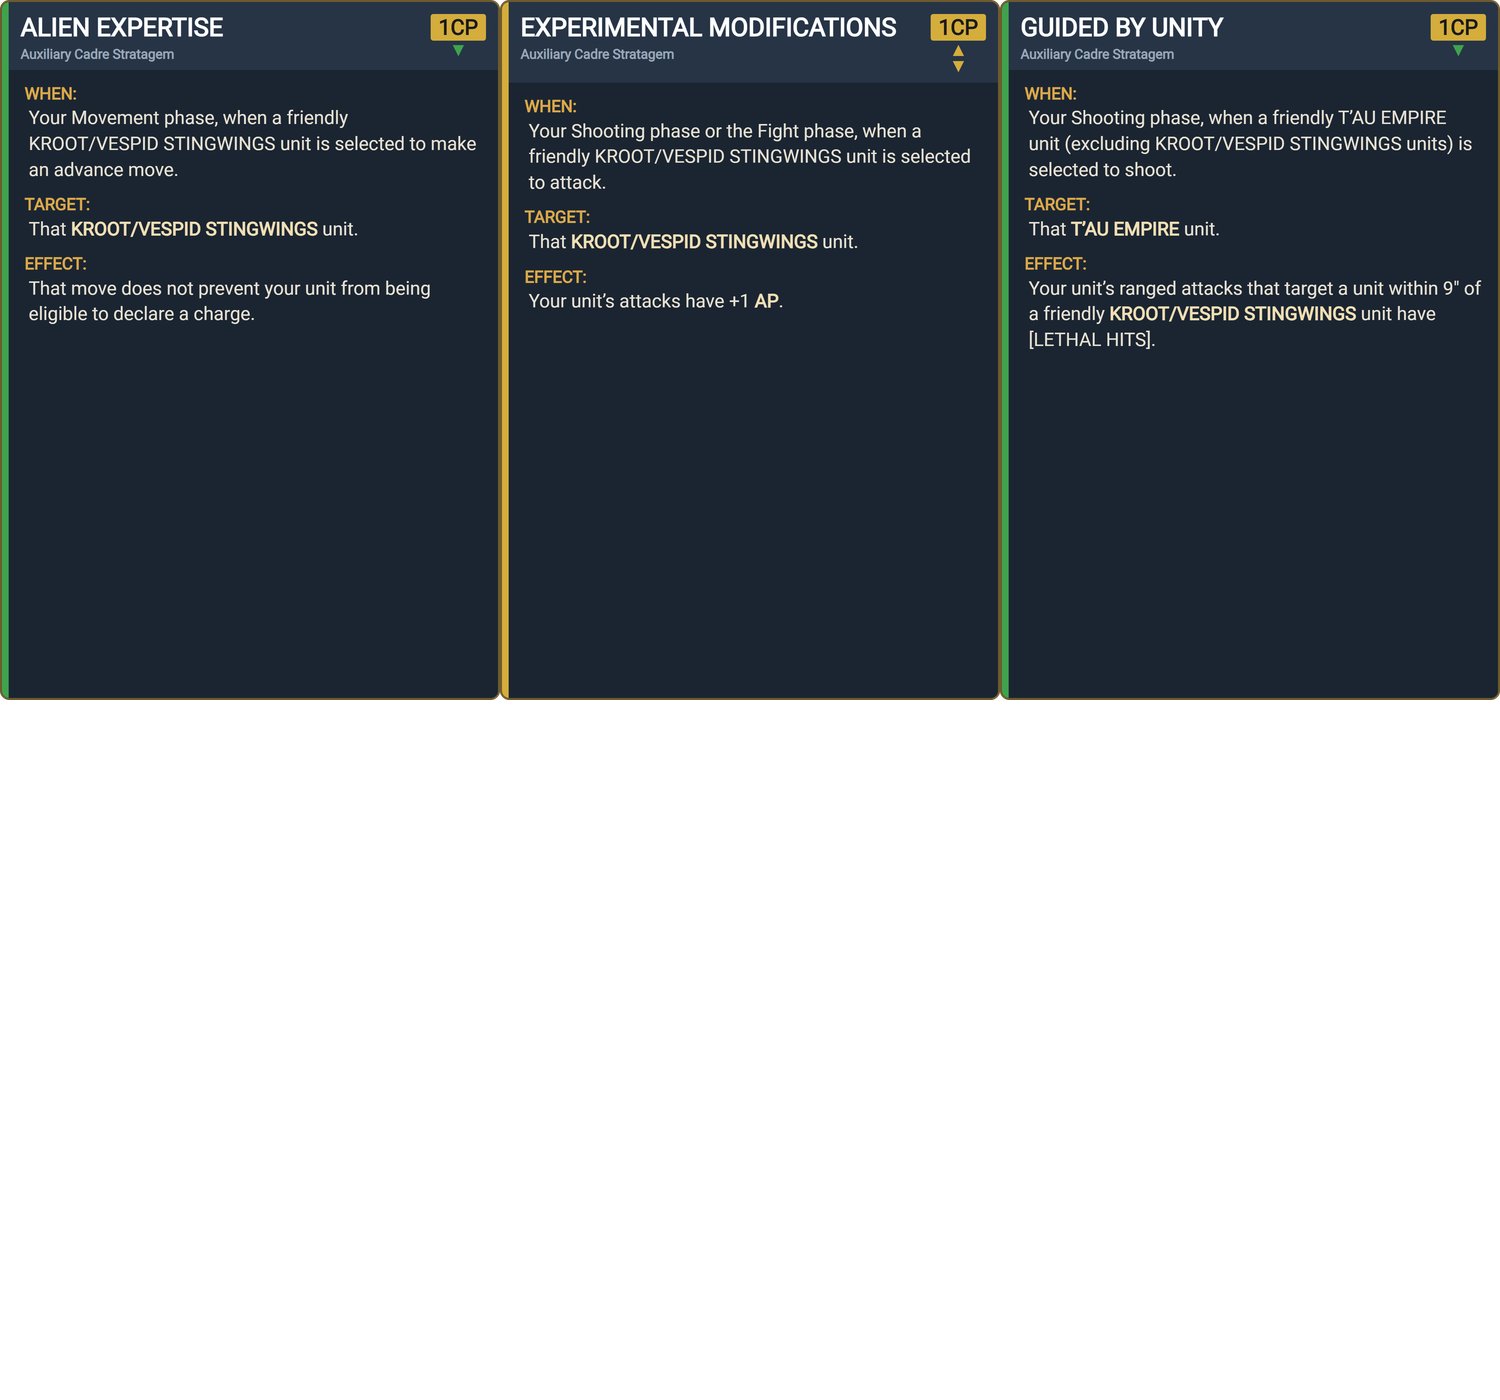 ALIEN EXPERTISE
1CP
Auxiliary Cadre Stratagem
WHEN:
Your Movement phase, when a friendly
KROOT/VESPID STINGWINGS unit is selected to make
an advance move.
TARGET:
That KROOT/VESPID STINGWINGS unit.
EFFECT:
That move does not prevent your unit from being
eligible to declare a charge.
EXPERIMENTAL MODIFICATIONS
1CP
Auxiliary Cadre Stratagem
WHEN:
Your Shooting phase or the Fight phase, when a
friendly KROOT/VESPID STINGWINGS unit is selected
to attack.
TARGET:
That KROOT/VESPID STINGWINGS unit.
EFFECT:
Your unit’s attacks have +1 AP.
GUIDED BY UNITY
1CP
Auxiliary Cadre Stratagem
WHEN:
Your Shooting phase, when a friendly T’AU EMPIRE
unit (excluding KROOT/VESPID STINGWINGS units) is
selected to shoot.
TARGET:
That T’AU EMPIRE unit.
EFFECT:
Your unit’s ranged attacks that target a unit within 9" of
a friendly KROOT/VESPID STINGWINGS unit have
[LETHAL HITS].